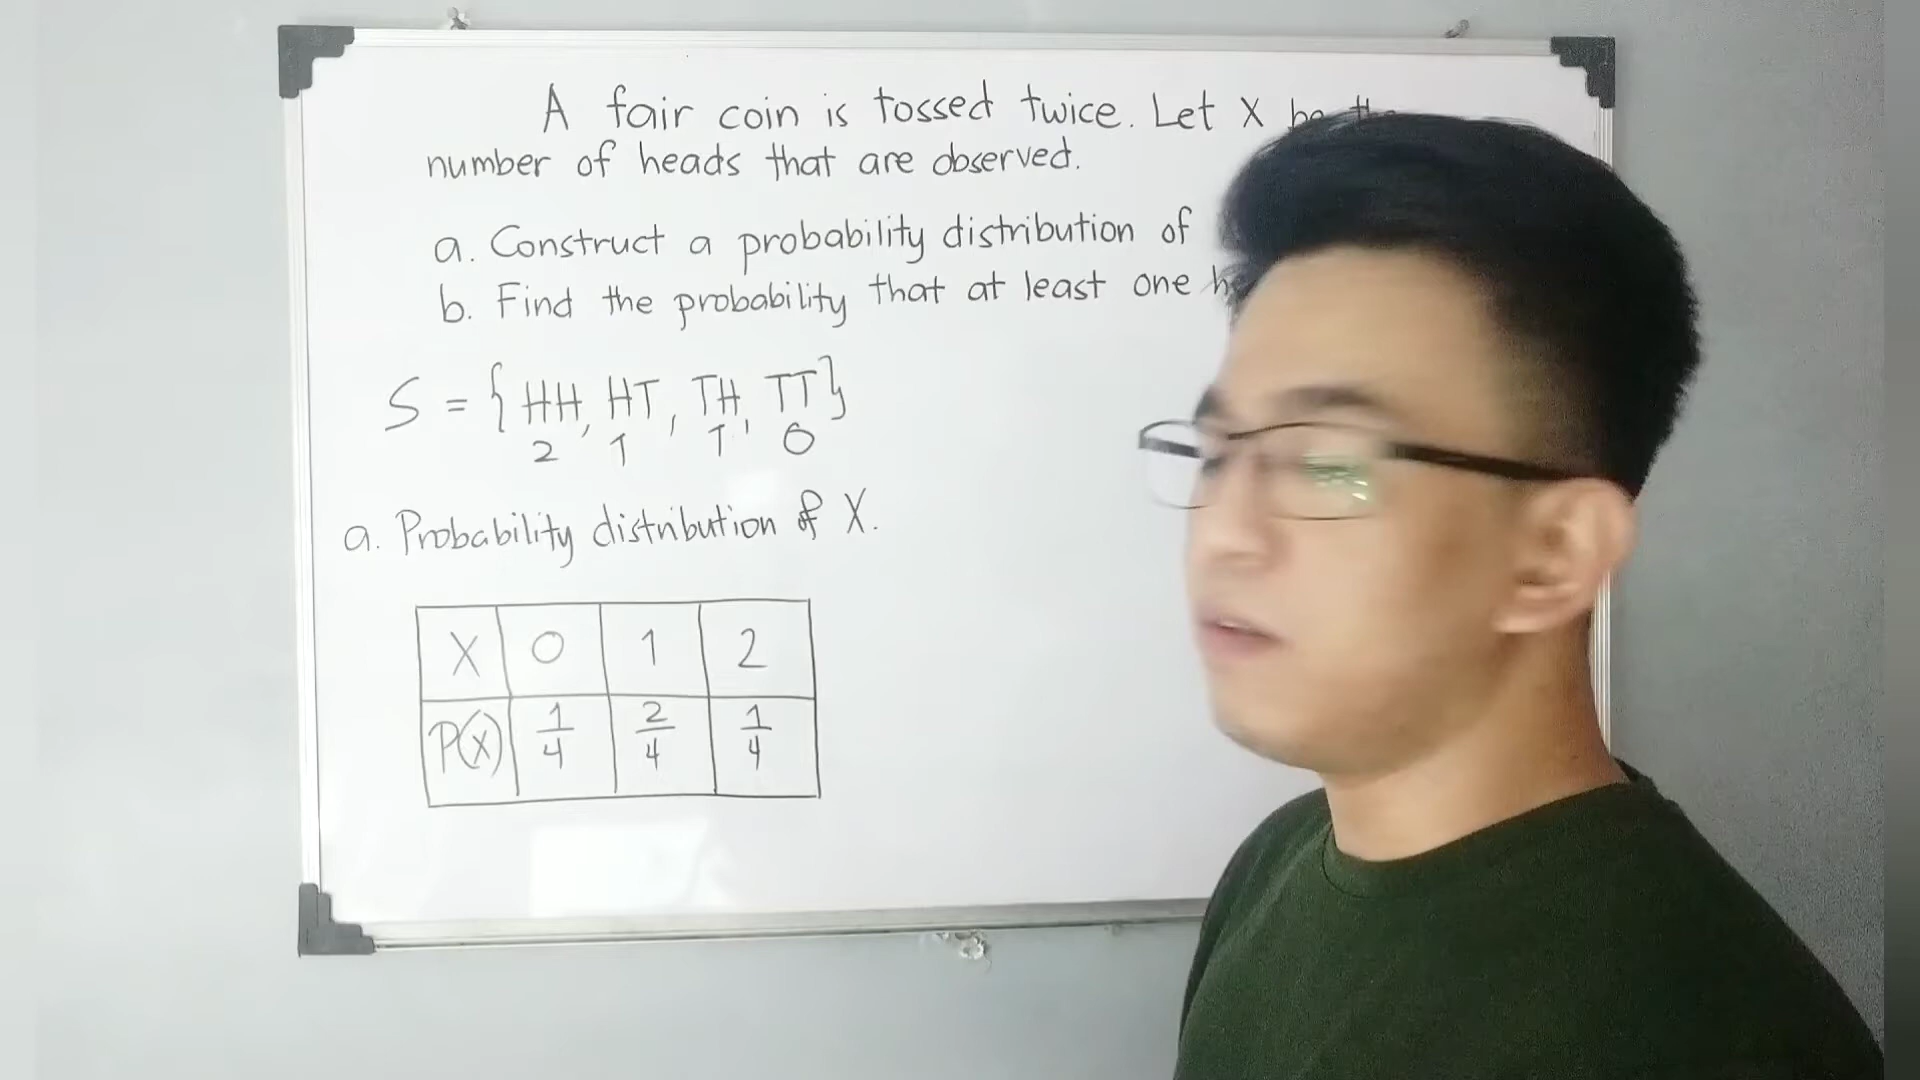 A fair coin is tossed twice. Let X be the
number of heads that are observed.
a. Construct a probability distribution of
b. Find the probability that at least one
S = {HH, HT, TH, TT}
2 1 1 0
a. Probability distribution of X.
X 0 1 2
P(X) 1/4 2/4 1/4